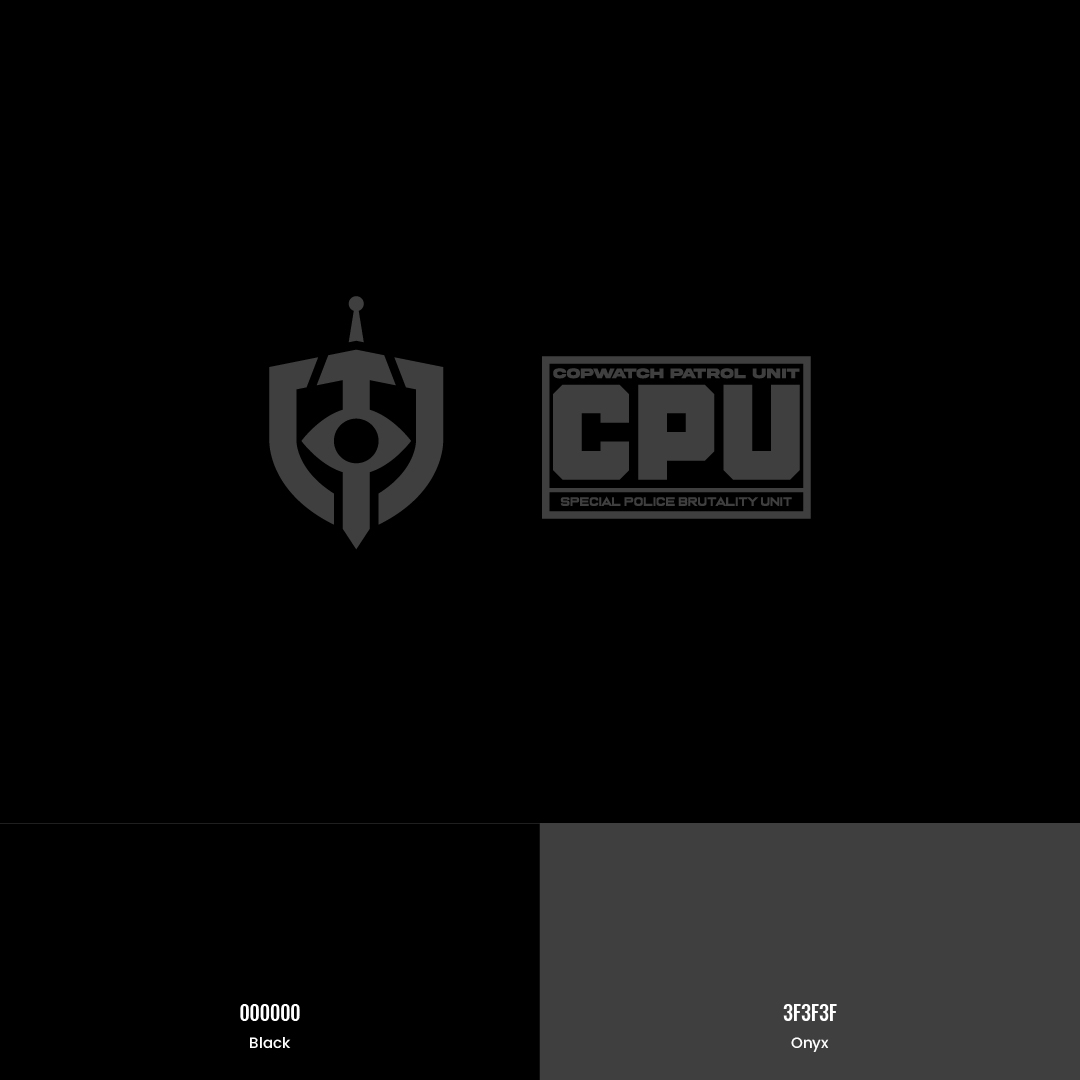 COPWATCH PATROL UNIT
CPU
SPECIAL POLICE BRUTALITY UNIT
000000
Black
3F3F3F
Onyx